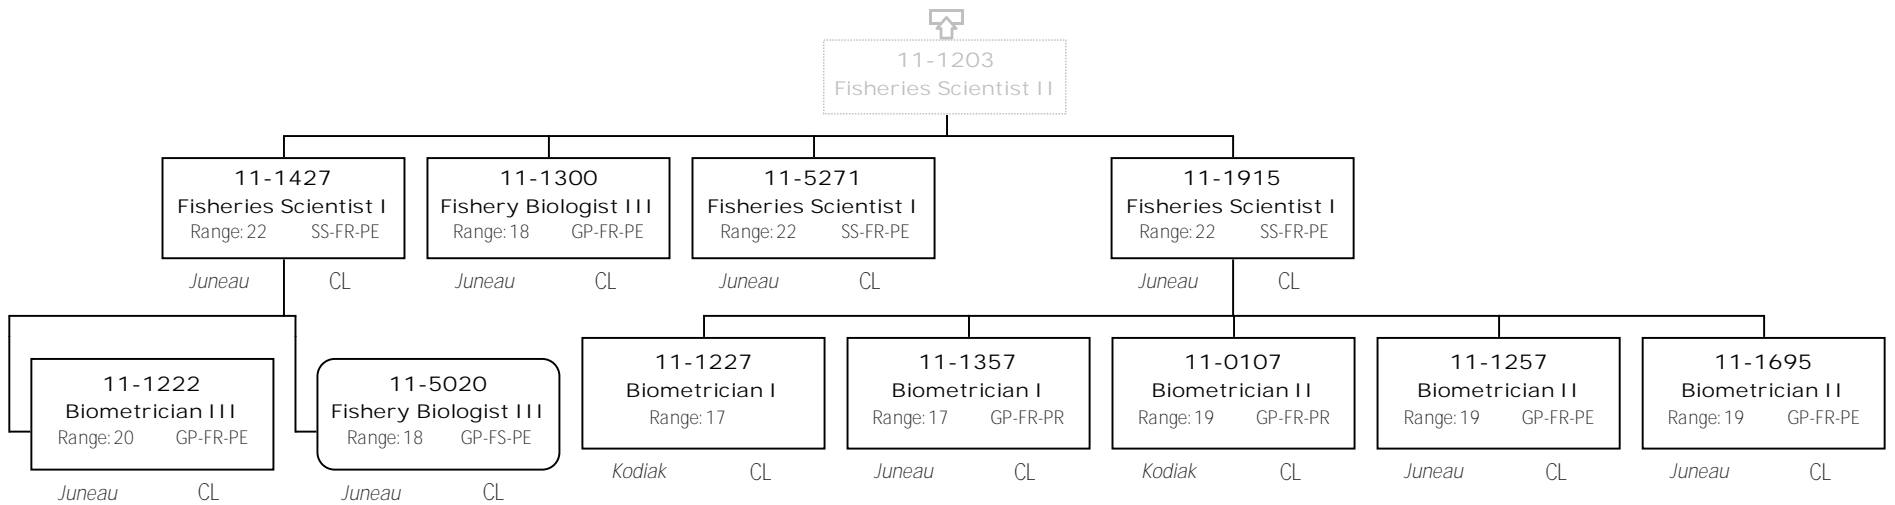 11-1203
Fisheries Scientist II
11-1427
Fisheries Scientist I
Range: 22 SS-FR-PE
Juneau CL
11-1300
Fishery Biologist III
Range: 18 GP-FR-PE
Juneau CL
11-5271
Fisheries Scientist I
Range: 22 SS-FR-PE
Juneau CL
11-1915
Fisheries Scientist I
Range: 22 SS-FR-PE
Juneau CL
11-1222
Biometrician III
Range: 20 GP-FR-PE
Juneau CL
11-5020
Fishery Biologist III
Range: 18 GP-FS-PE
Juneau CL
11-1227
Biometrician I
Range: 17
Kodiak CL
11-1357
Biometrician I
Range: 17 GP-FR-PR
Juneau CL
11-0107
Biometrician II
Range: 19 GP-FR-PR
Kodiak CL
11-1257
Biometrician II
Range: 19 GP-FR-PE
Juneau CL
11-1695
Biometrician II
Range: 19 GP-FR-PE
Juneau CL